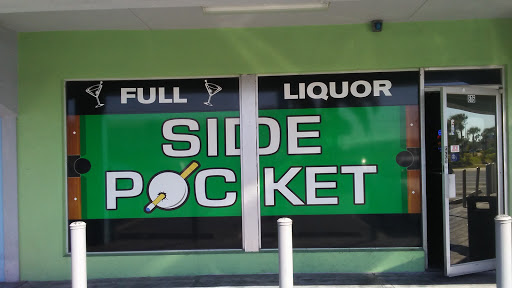 FULL LIQUOR
SIDE
POCKET